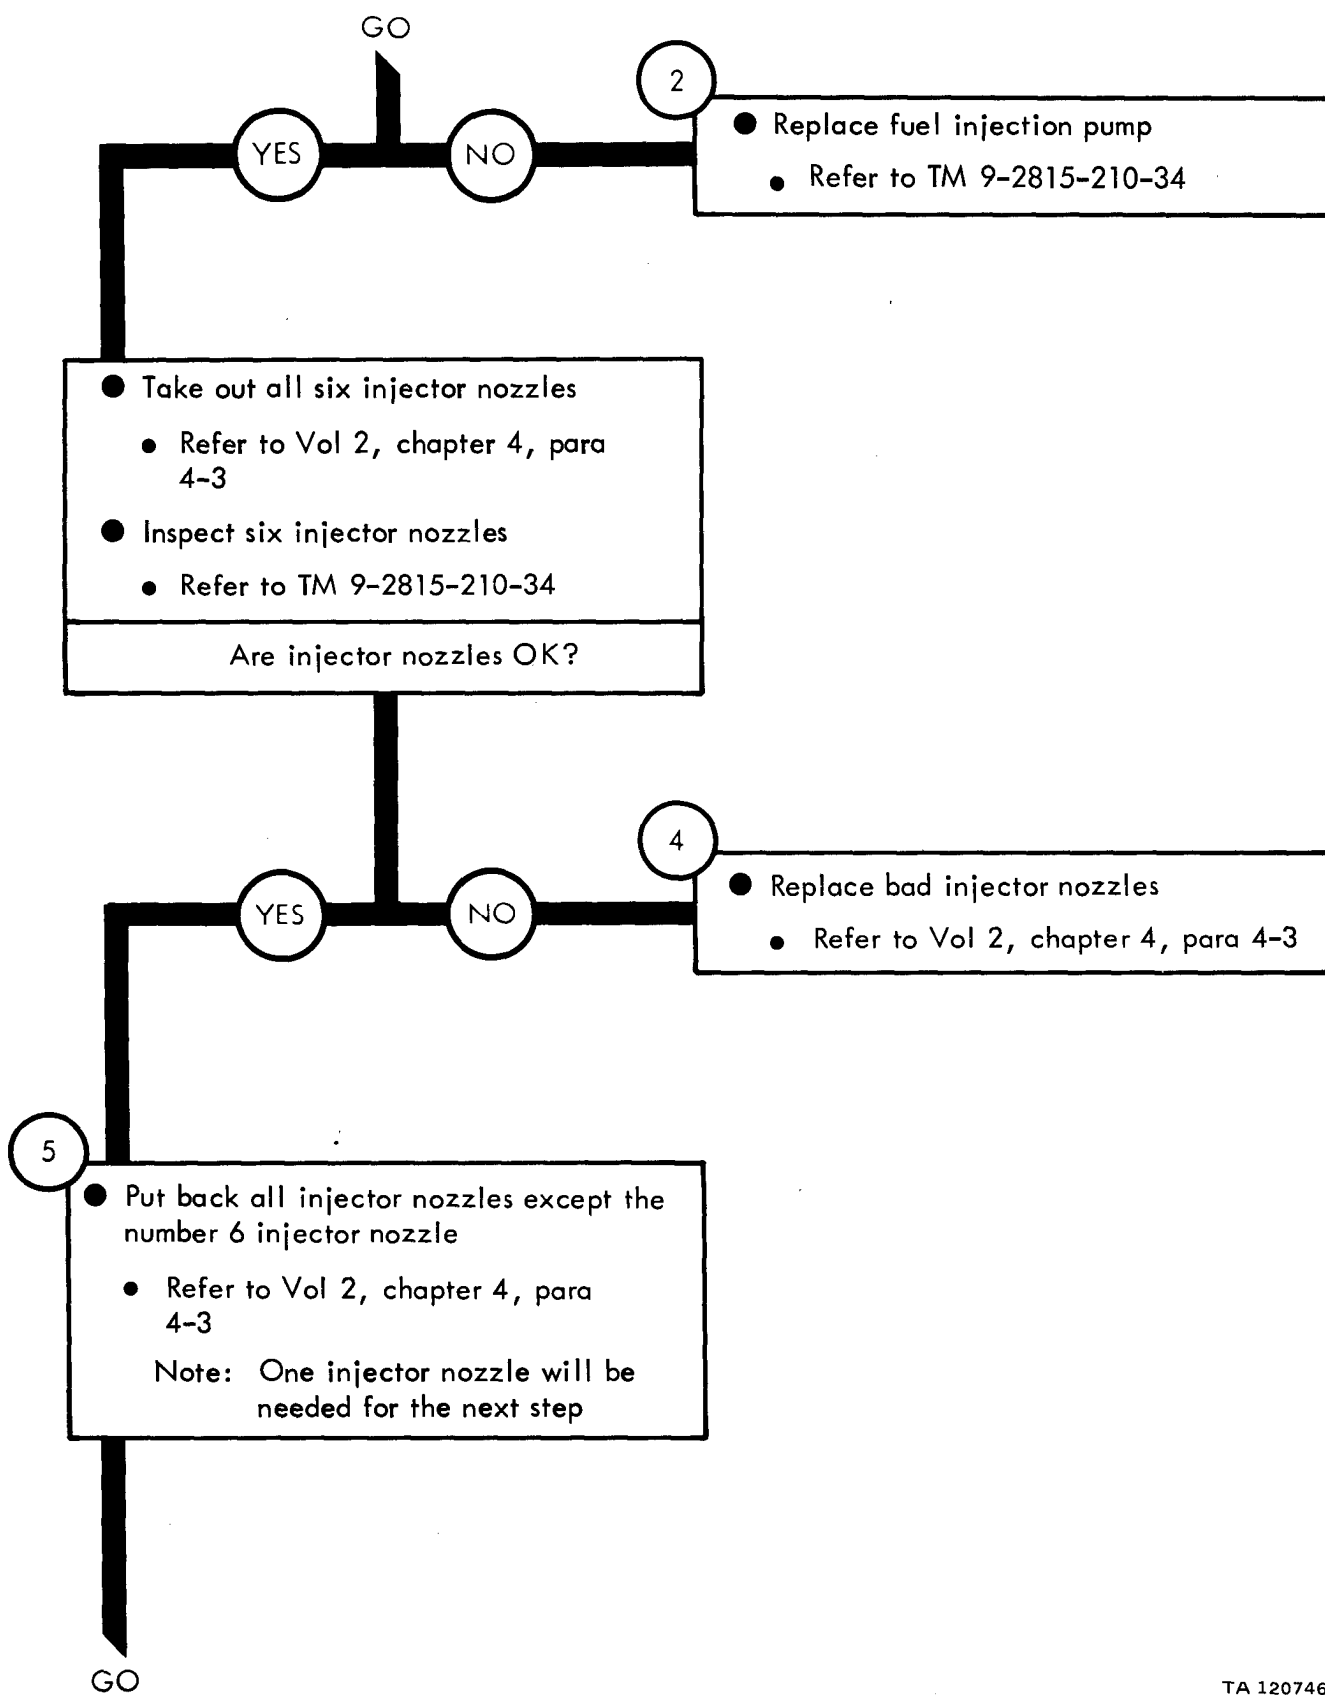 GO
YES
NO
2
● Replace fuel injection pump
● Refer to TM 9-2815-210-34
● Take out all six injector nozzles
● Refer to Vol 2, chapter 4, para
4-3
● Inspect six injector nozzles
● Refer to TM 9-2815-210-34
Are injector nozzles OK?
YES
NO
4
● Replace bad injector nozzles
● Refer to Vol 2, chapter 4, para 4-3
5
● Put back all injector nozzles except the
number 6 injector nozzle
● Refer to Vol 2, chapter 4, para
4-3
Note: One injector nozzle will be
needed for the next step
GO
TA 120746